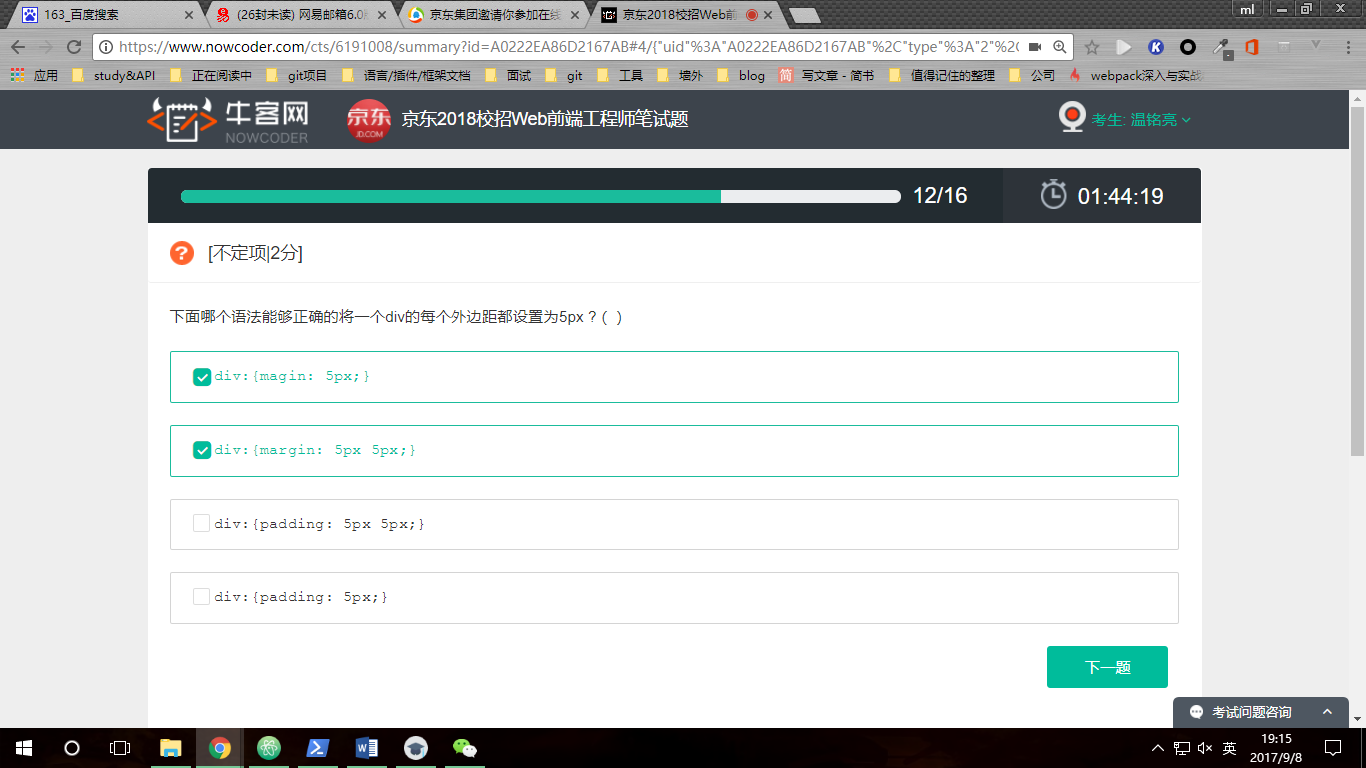 163_百度搜索
(26封未读) 网易邮箱6.0
京东集团邀请你参加在线
京东2018校招Web前
ml
https://www.nowcoder.com/cts/6191008/summary?id=A0222EA86D2167AB#4/{"uid"%3A"A0222EA86D2167AB"%2C"type"%3A"2"%2C
应用
study&API
正在阅读中
git项目
语言/插件/框架文档
面试
git
工具
墙外
blog
简 写文章 - 简书
值得记住的整理
公司
webpack深入与实战
牛客网
NOWCODER
京东
JD.COM
京东2018校招Web前端工程师笔试题
考生: 温铭亮
12/16
01:44:19
? [不定项|2分]
下面哪个语法能够正确的将一个div的每个外边距都设置为5px？( )
div:{magin: 5px;}
div:{margin: 5px 5px;}
div:{padding: 5px 5px;}
div:{padding: 5px;}
下一题
考试问题咨询
英
19:15
2017/9/8